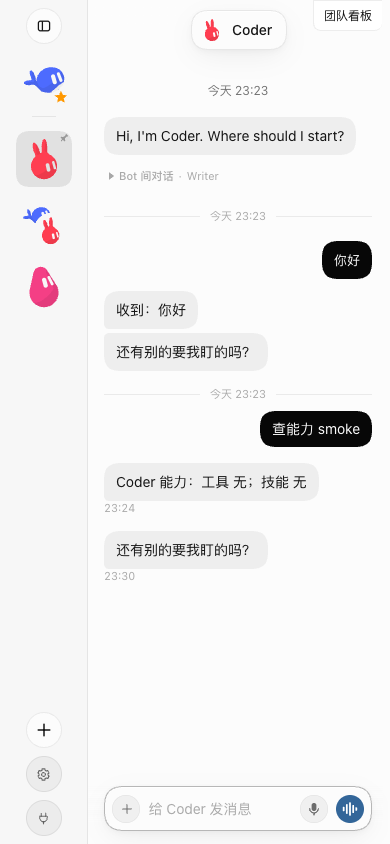 团队看板
Coder
今天 23:23
Hi, I'm Coder. Where should I start?
Bot 间对话 · Writer
今天 23:23
你好
收到：你好
还有别的要我盯的吗？
今天 23:23
查能力 smoke
Coder 能力：工具 无；技能 无
23:24
还有别的要我盯的吗？
23:30
给 Coder 发消息